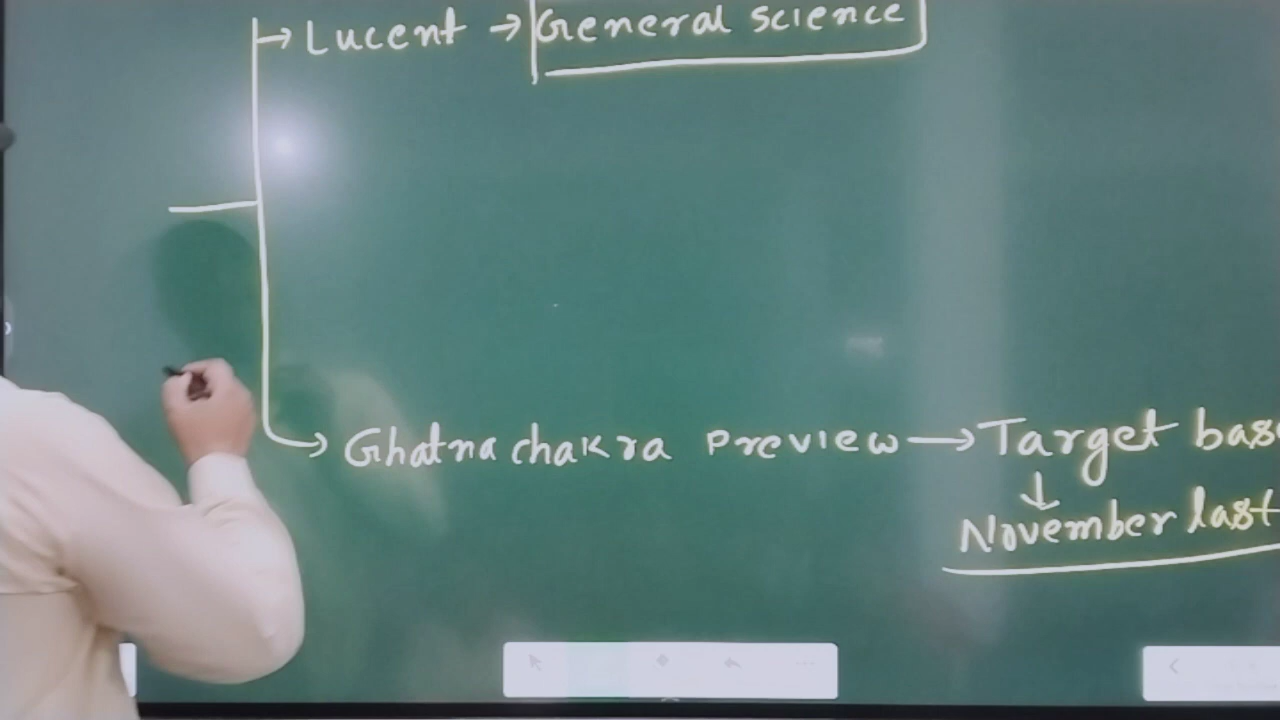 → Lucent → General science
→ Ghatna chakra Preview → Target
↓
November last